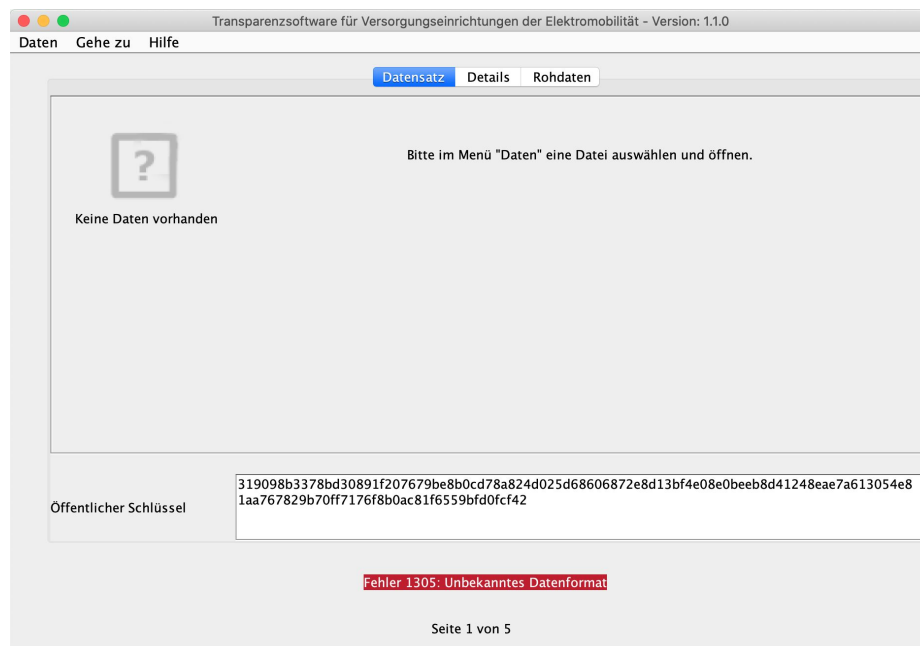 Transparenzsoftware für Versorgungseinrichtungen der Elektromobilität - Version: 1.1.0
Daten Gehe zu Hilfe
Datensatz Details Rohdaten
?
Bitte im Menü "Daten" eine Datei auswählen und öffnen.
Keine Daten vorhanden
Öffentlicher Schlüssel
319098b3378bd30891f207679be8b0cd78a824d025d68606872e8d13bf4e08e0beeb8d41248eae7a613054e8
1aa767829b70ff7176f8b0ac81f6559bfd0fcf42
Fehler 1305: Unbekanntes Datenformat
Seite 1 von 5